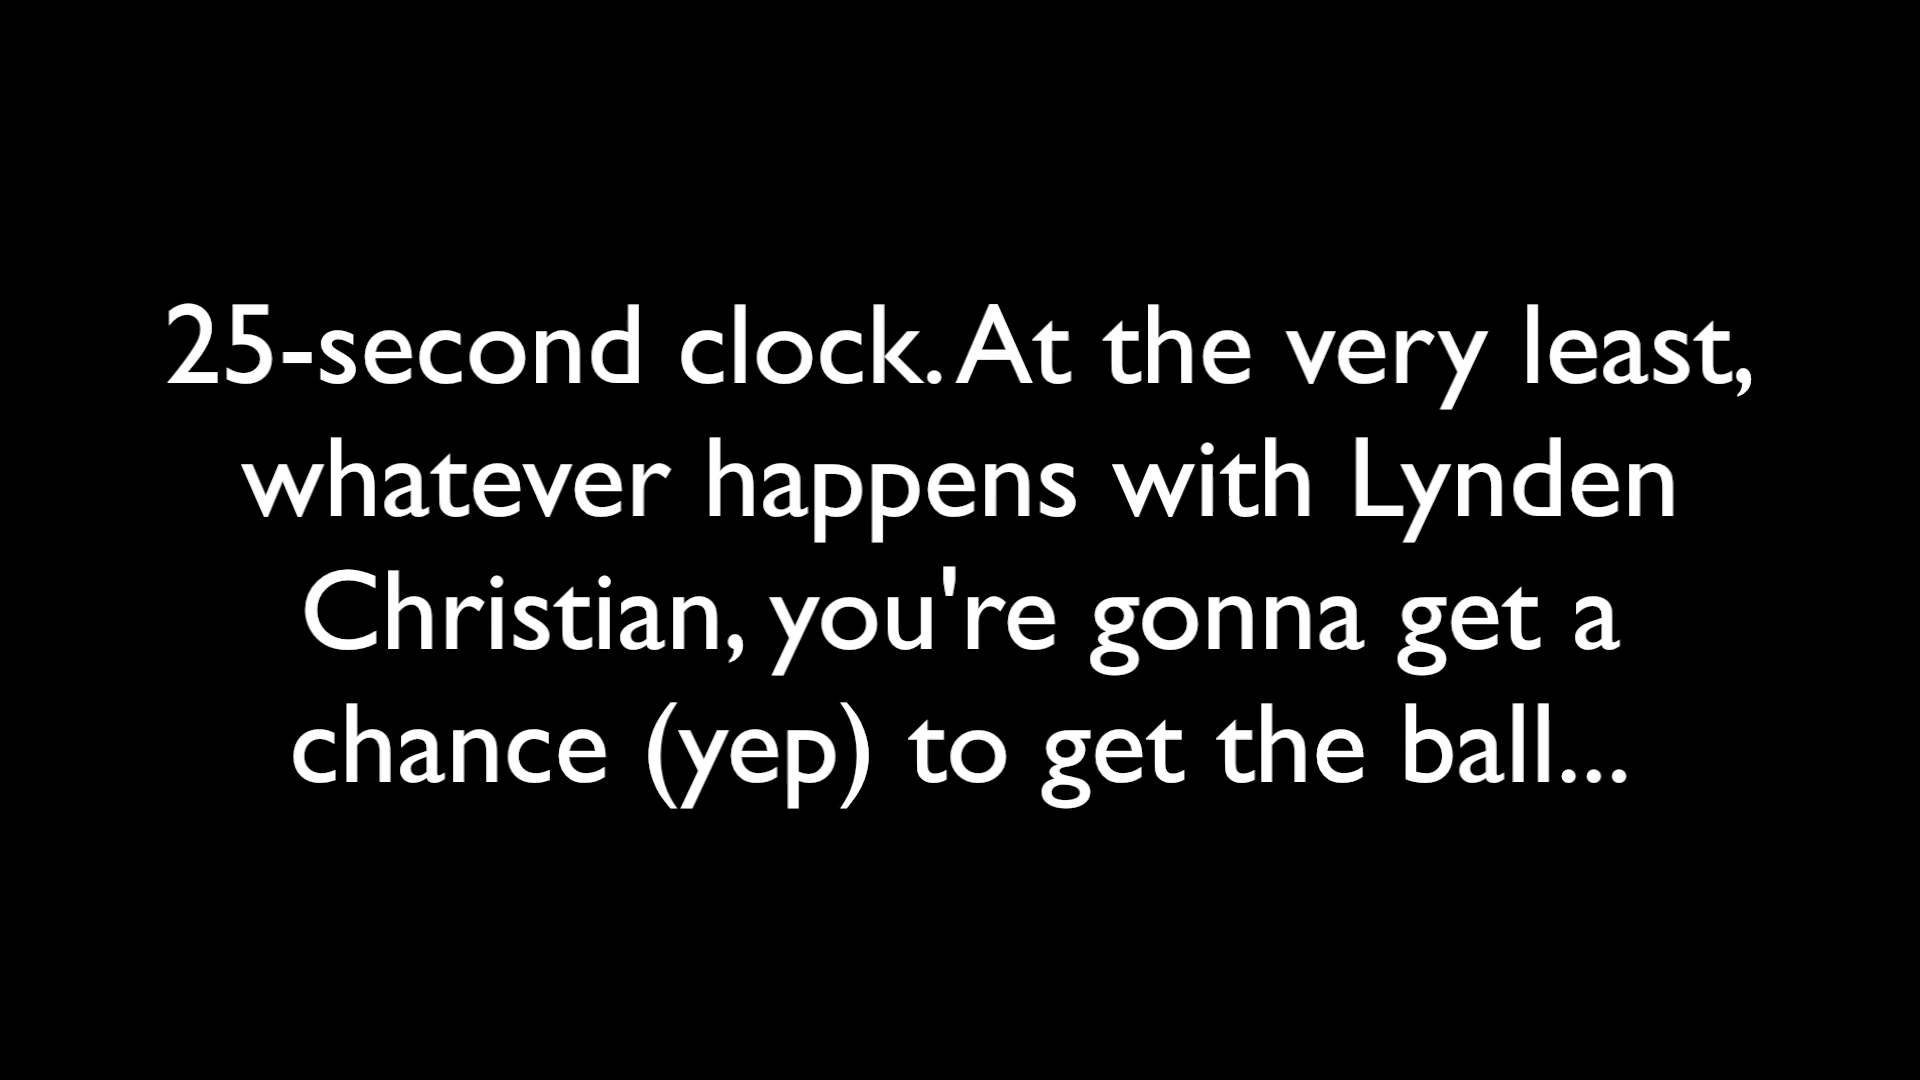 25-second clock. At the very least,
whatever happens with Lynden
Christian, you're gonna get a
chance (yep) to get the ball...